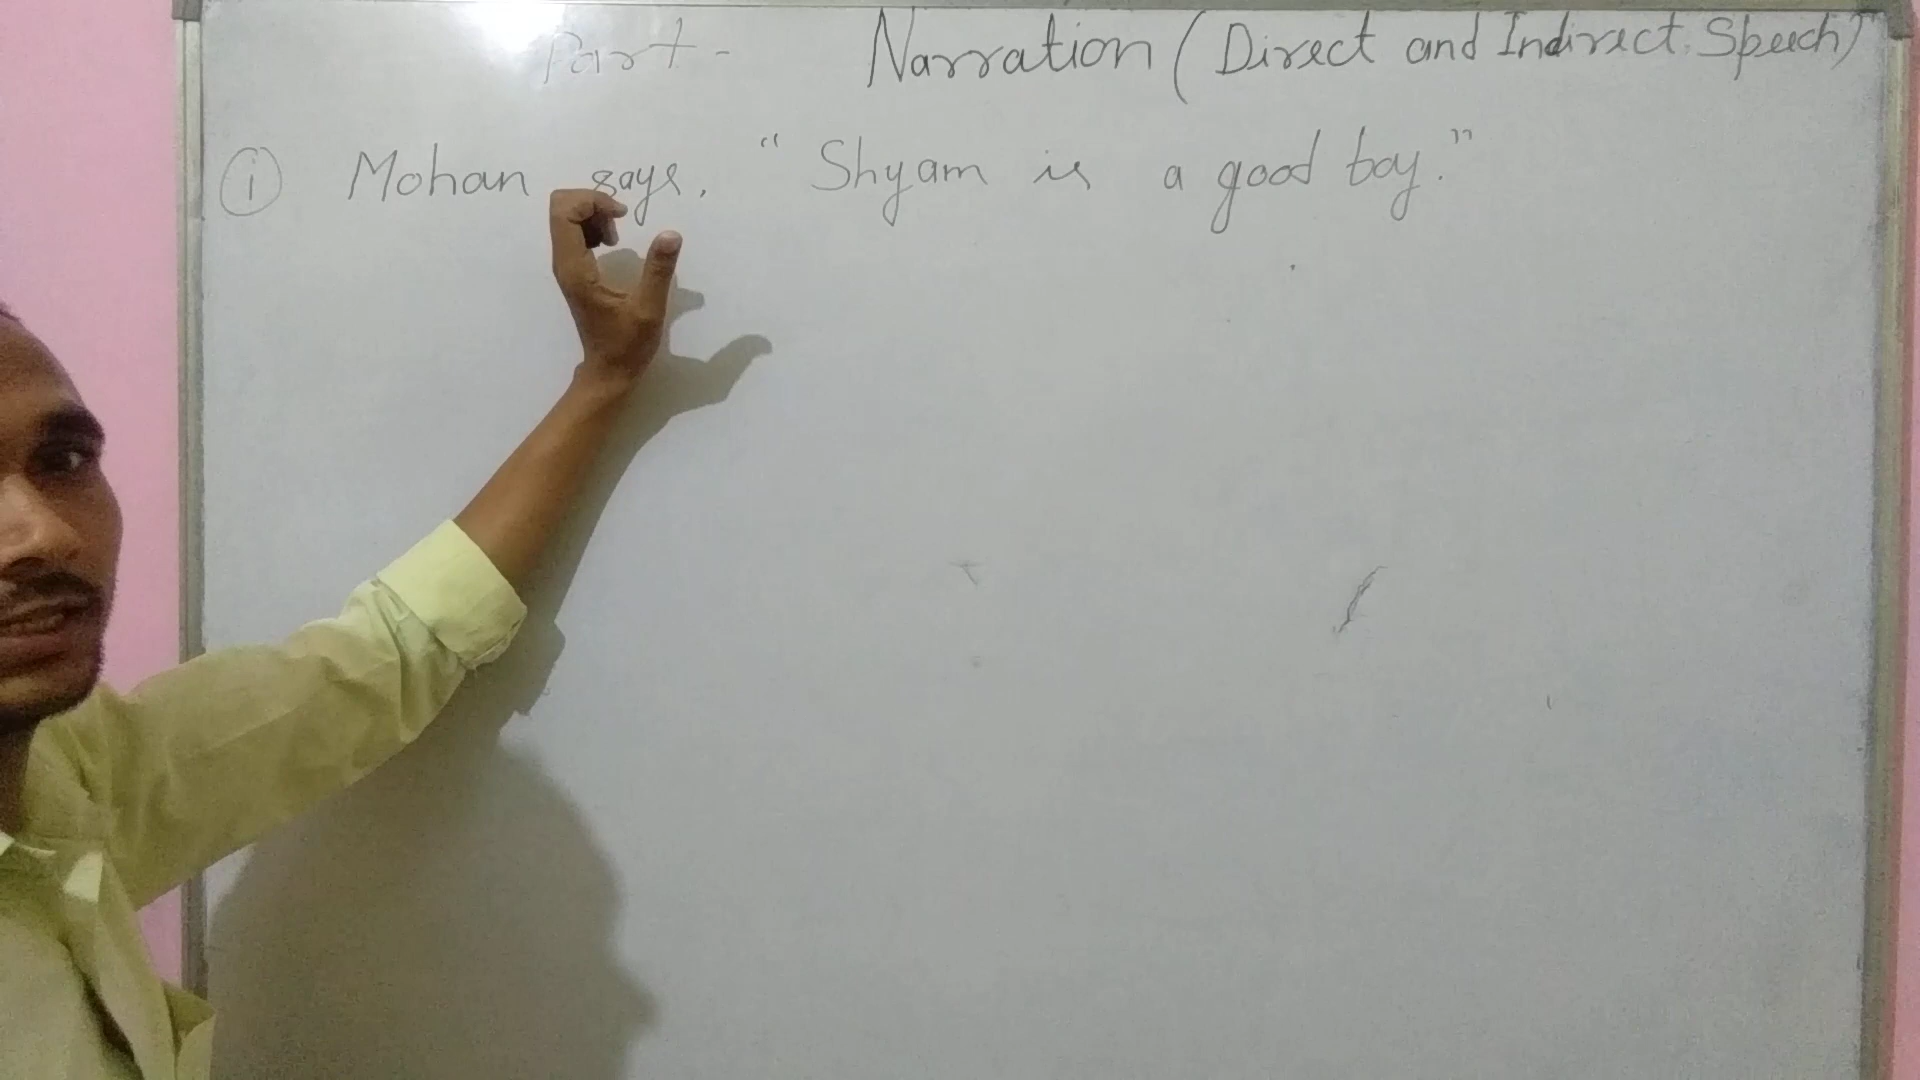 Part - Narration (Direct and Indirect Speech)
(i) Mohan says, "Shyam is a good boy."